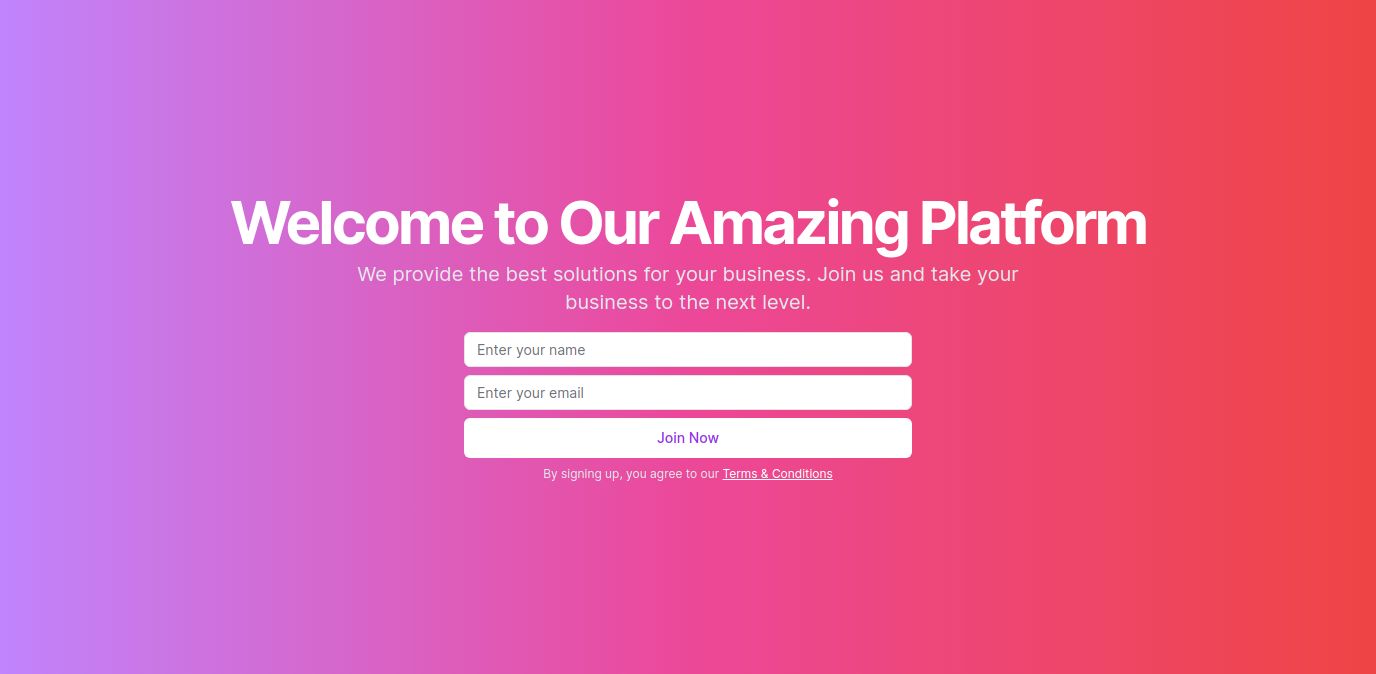 Welcome to Our Amazing Platform
We provide the best solutions for your business. Join us and take your
business to the next level.
Enter your name
Enter your email
Join Now
By signing up, you agree to our Terms & Conditions